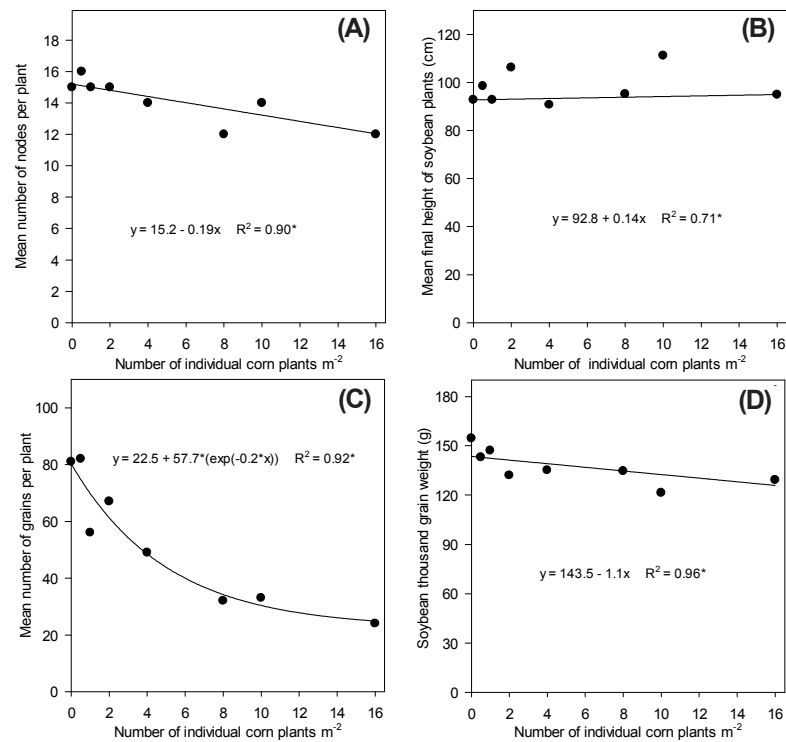 (A)
Mean number of nodes per plant
18
16
14
12
10
8
6
4
2
0
y = 15.2 - 0.19x R² = 0.90*
0 2 4 6 8 10 12 14 16
Number of individual corn plants m⁻²
(B)
Mean final height of soybean plants (cm)
120
100
80
60
40
20
0
y = 92.8 + 0.14x R² = 0.71*
0 2 4 6 8 10 12 14 16
Number of individual corn plants m⁻²
(C)
Mean number of grains per plant
100
80
60
40
20
0
y = 22.5 + 57.7*(exp(-0.2*x)) R² = 0.92*
0 2 4 6 8 10 12 14 16
Number of individual corn plants m⁻²
(D)
Soybean thousand grain weight (g)
180
150
120
90
60
30
0
y = 143.5 - 1.1x R² = 0.96*
0 2 4 6 8 10 12 14 16
Number of individual corn plants m⁻²